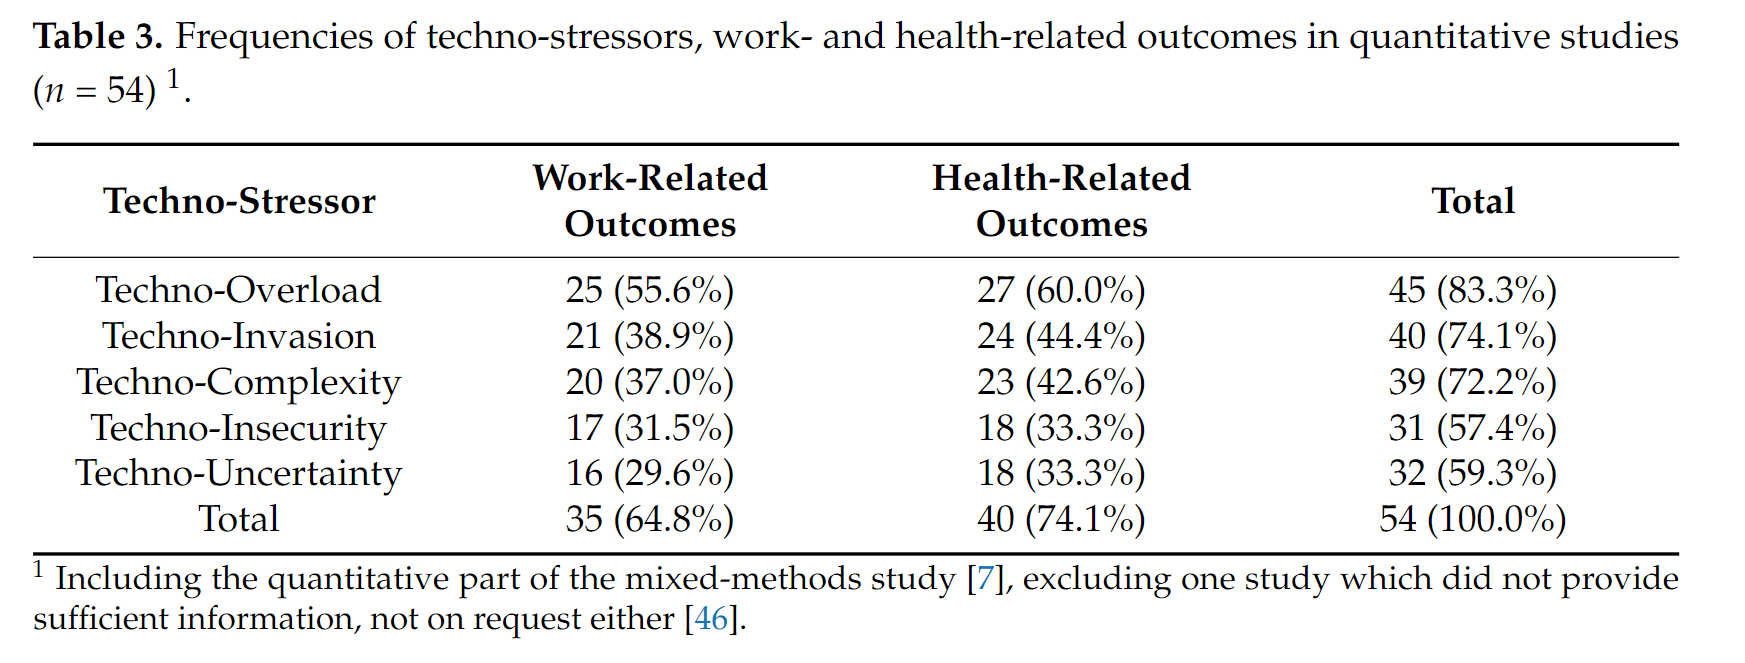 Table 3. Frequencies of techno-stressors, work- and health-related outcomes in quantitative studies
(n = 54) 1.
Techno-Stressor Work-Related Outcomes Health-Related Outcomes Total
Techno-Overload 25 (55.6%) 27 (60.0%) 45 (83.3%)
Techno-Invasion 21 (38.9%) 24 (44.4%) 40 (74.1%)
Techno-Complexity 20 (37.0%) 23 (42.6%) 39 (72.2%)
Techno-Insecurity 17 (31.5%) 18 (33.3%) 31 (57.4%)
Techno-Uncertainty 16 (29.6%) 18 (33.3%) 32 (59.3%)
Total 35 (64.8%) 40 (74.1%) 54 (100.0%)
1 Including the quantitative part of the mixed-methods study [7], excluding one study which did not provide
sufficient information, not on request either [46].